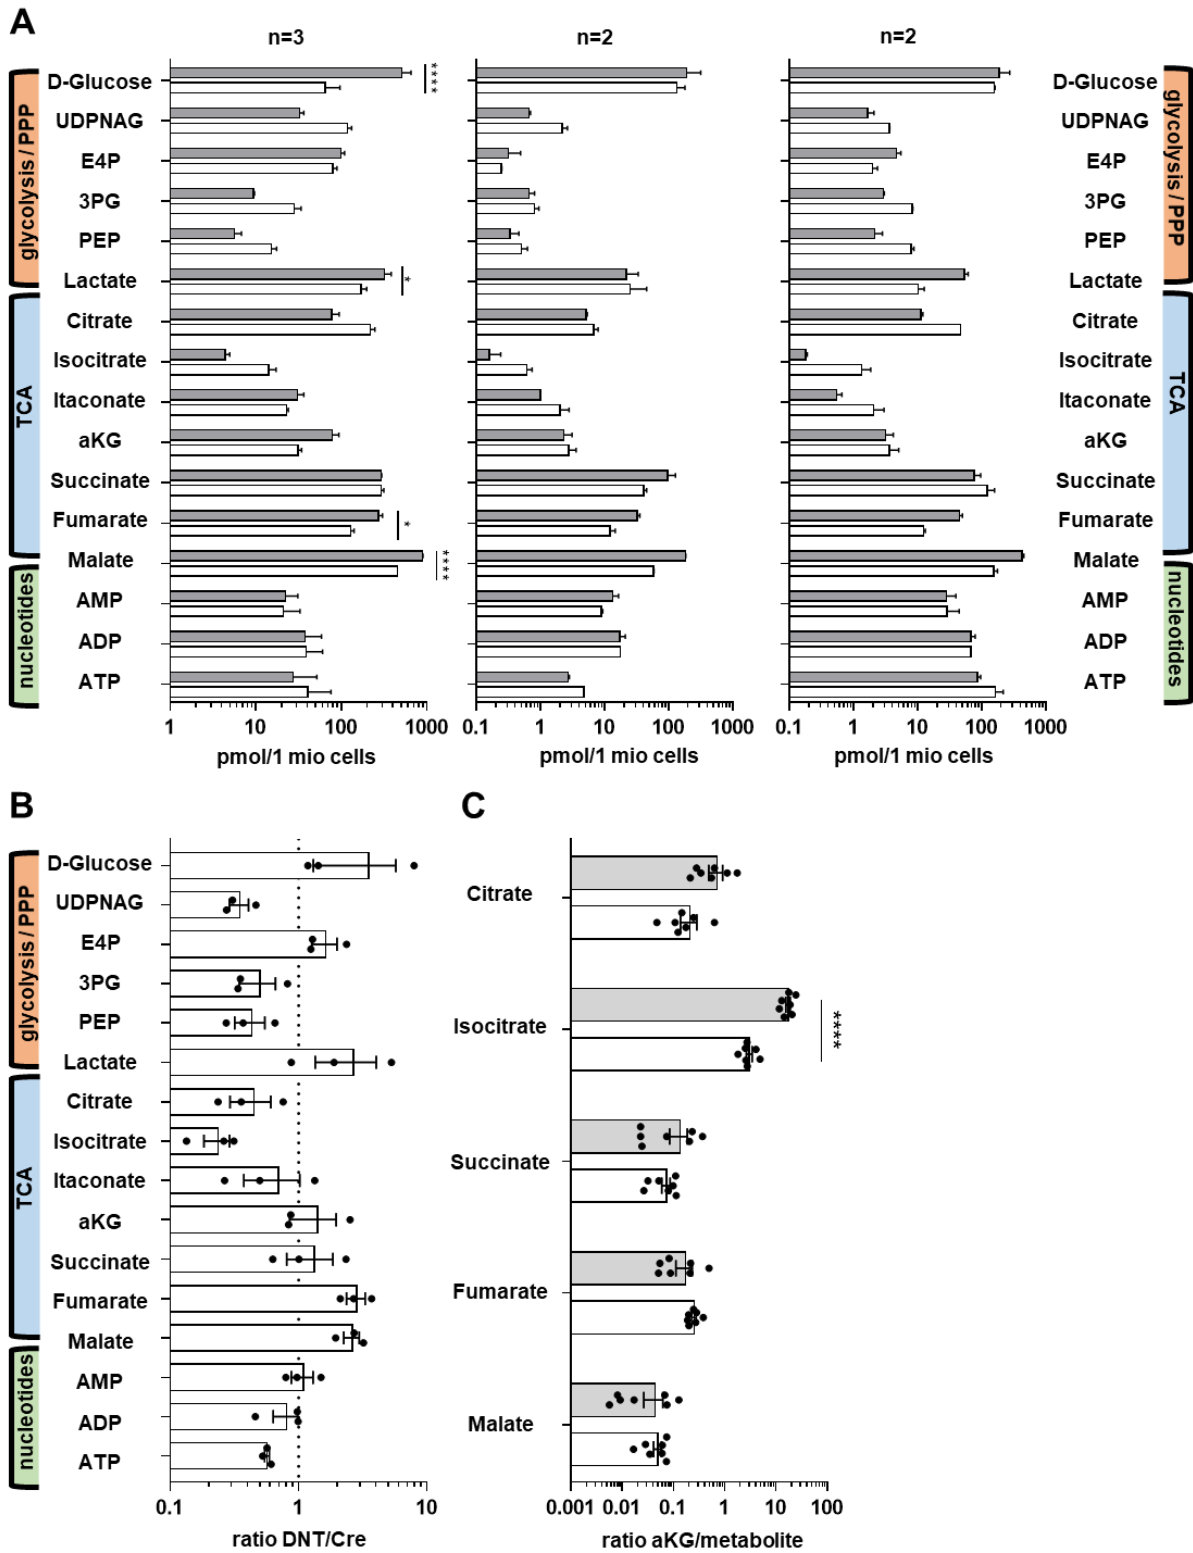 A
n=3
n=2
n=2
glycolysis / PPP
TCA
nucleotides
D-Glucose
UDPNAG
E4P
3PG
PEP
Lactate
Citrate
Isocitrate
Itaconate
aKG
Succinate
Fumarate
Malate
AMP
ADP
ATP
****
*
*
****
1 10 100 1000
pmol/1 mio cells
0.1 1 10 100 1000
pmol/1 mio cells
0.1 1 10 100 1000
pmol/1 mio cells
D-Glucose
UDPNAG
E4P
3PG
PEP
Lactate
Citrate
Isocitrate
Itaconate
aKG
Succinate
Fumarate
Malate
AMP
ADP
ATP
glycolysis / PPP
TCA
nucleotides
B
glycolysis / PPP
TCA
nucleotides
D-Glucose
UDPNAG
E4P
3PG
PEP
Lactate
Citrate
Isocitrate
Itaconate
aKG
Succinate
Fumarate
Malate
AMP
ADP
ATP
0.1 1 10
ratio DNT/Cre
C
Citrate
Isocitrate
Succinate
Fumarate
Malate
****
0.001 0.01 0.1 1 10 100
ratio aKG/metabolite